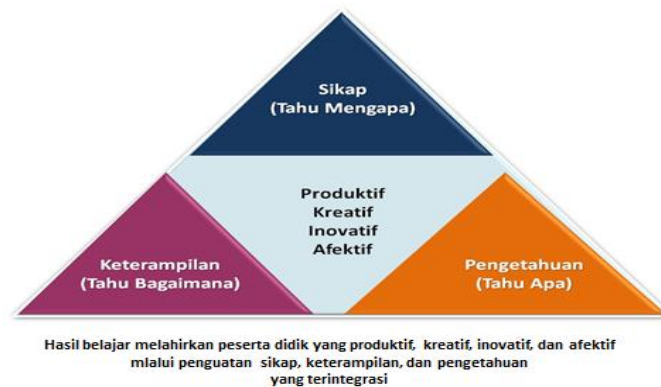 Sikap
(Tahu Mengapa)
Produktif
Kreatif
Inovatif
Afektif
Keterampilan
(Tahu Bagaimana)
Pengetahuan
(Tahu Apa)
Hasil belajar melahirkan peserta didik yang produktif, kreatif, inovatif, dan afektif
mlalui penguatan sikap, keterampilan, dan pengetahuan
yang terintegrasi